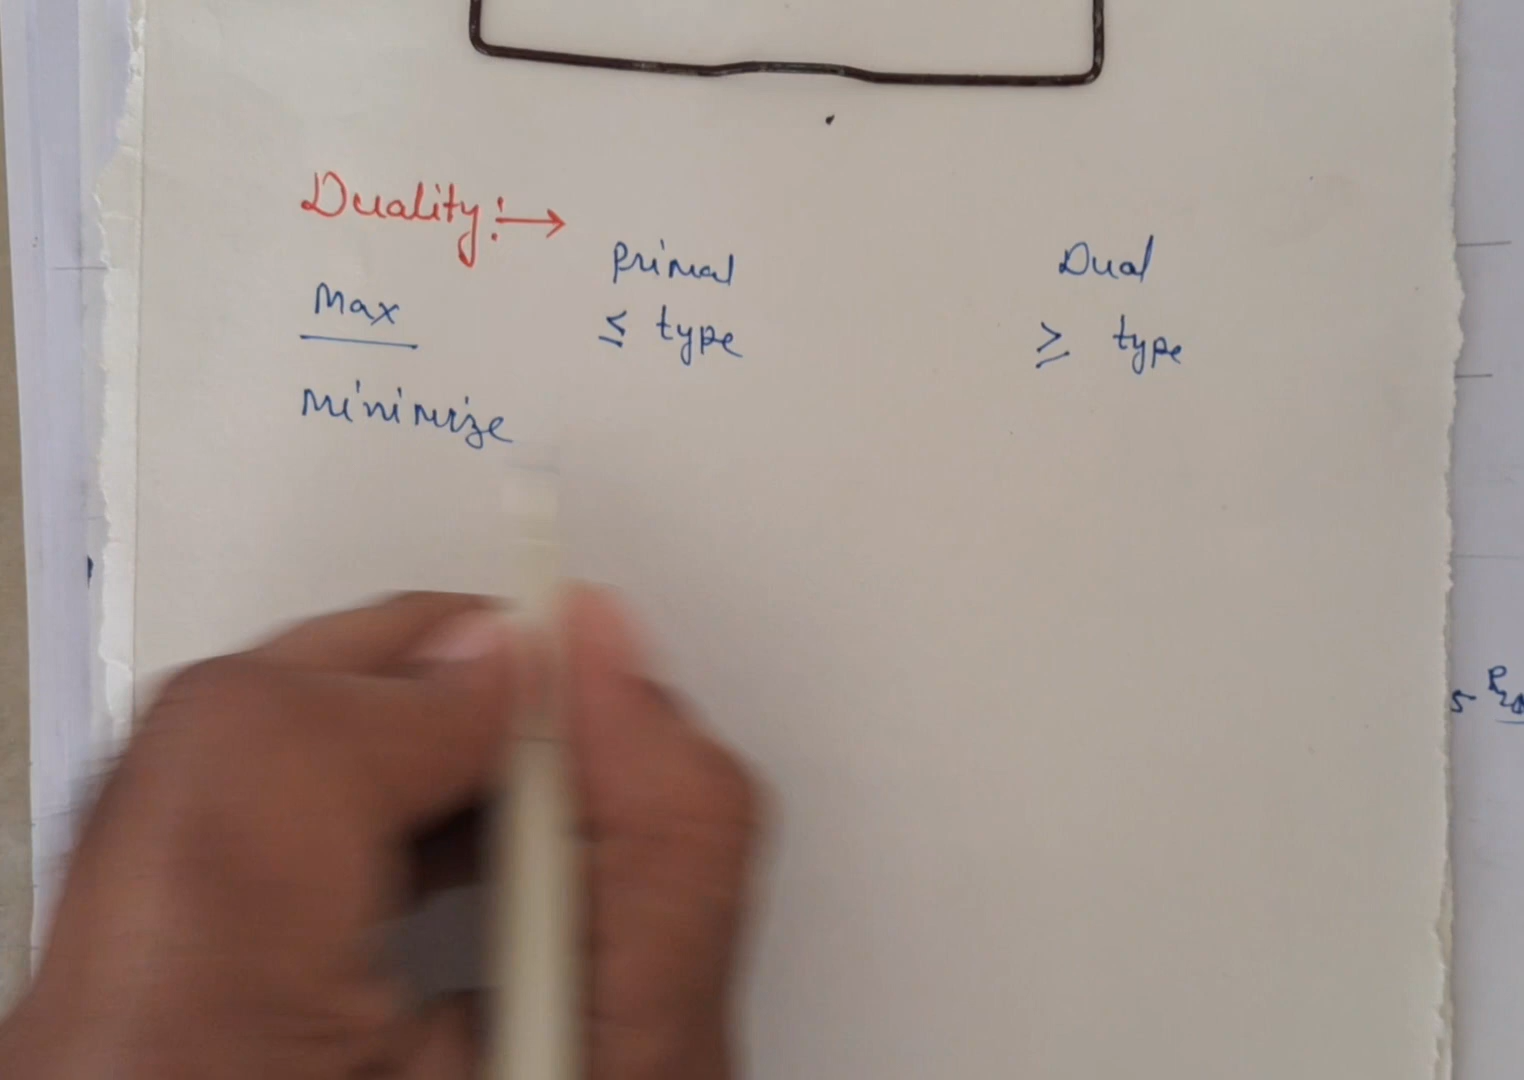 Duality:→
Primal Dual
Max ≤ type ≥ type
Minimize